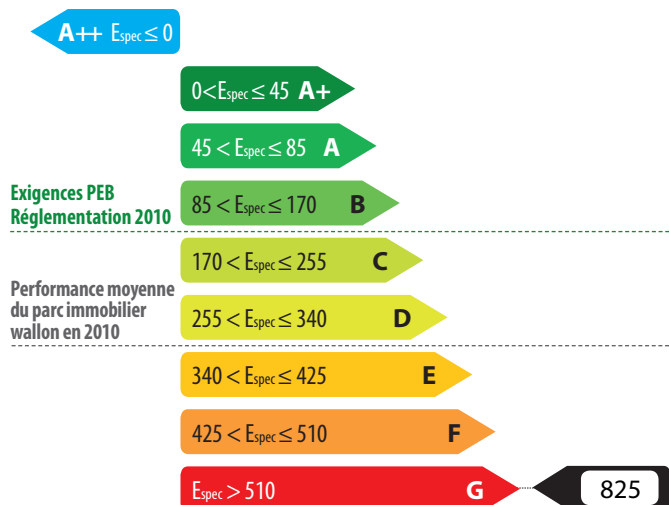 A++ Espec ≤ 0
0<Espec ≤ 45 A+
45 < Espec ≤ 85 A
Exigences PEB
Réglementation 2010
85 < Espec ≤ 170 B
170 < Espec ≤ 255 C
Performance moyenne
du parc immobilier
wallon en 2010
255 < Espec ≤ 340 D
340 < Espec ≤ 425 E
425 < Espec ≤ 510 F
Espec > 510 G
825